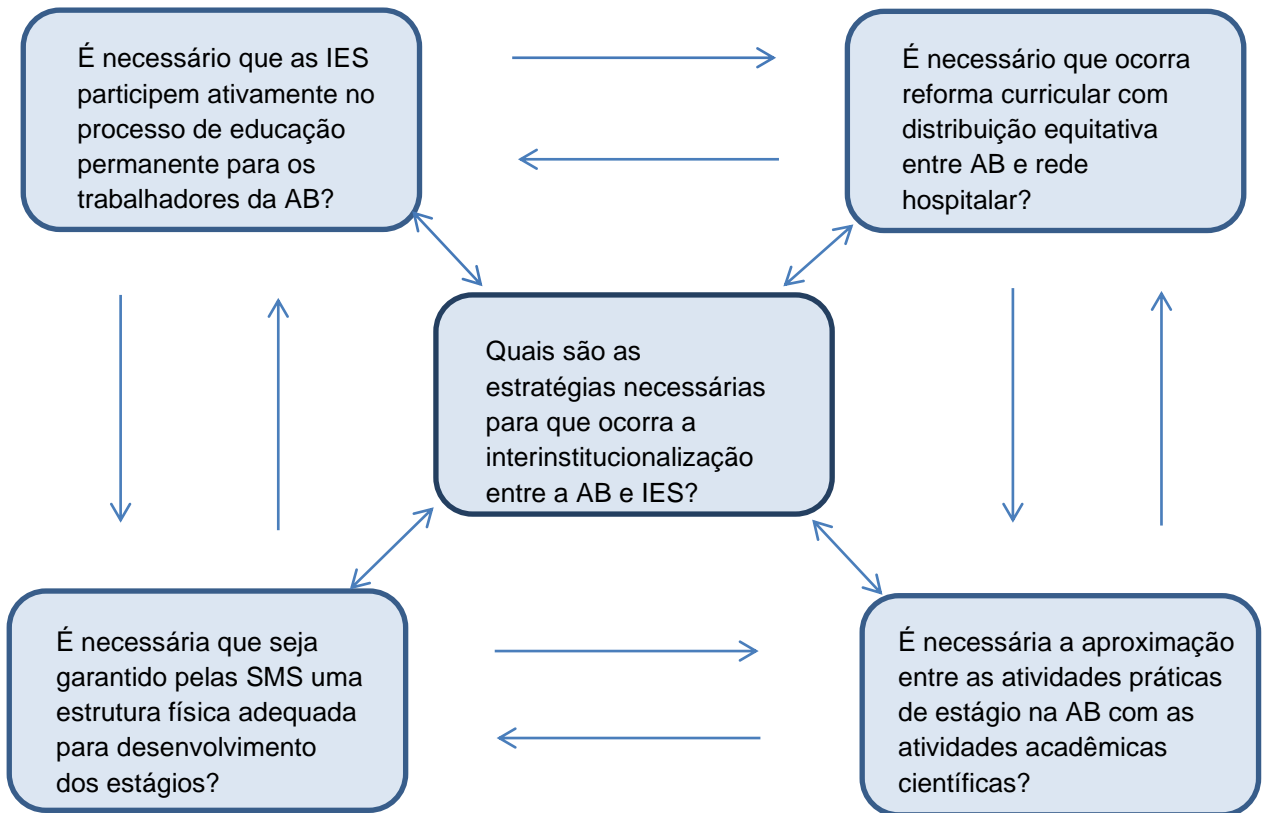 É necessário que as IES
participem ativamente no
processo de educação
permanente para os
trabalhadores da AB?
É necessário que ocorra
reforma curricular com
distribuição equitativa
entre AB e rede
hospitalar?
Quais são as
estratégias necessárias
para que ocorra a
interinstitucionalização
entre a AB e IES?
É necessária que seja
garantido pelas SMS uma
estrutura física adequada
para desenvolvimento
dos estágios?
É necessária a aproximação
entre as atividades práticas
de estágio na AB com as
atividades acadêmicas
científicas?